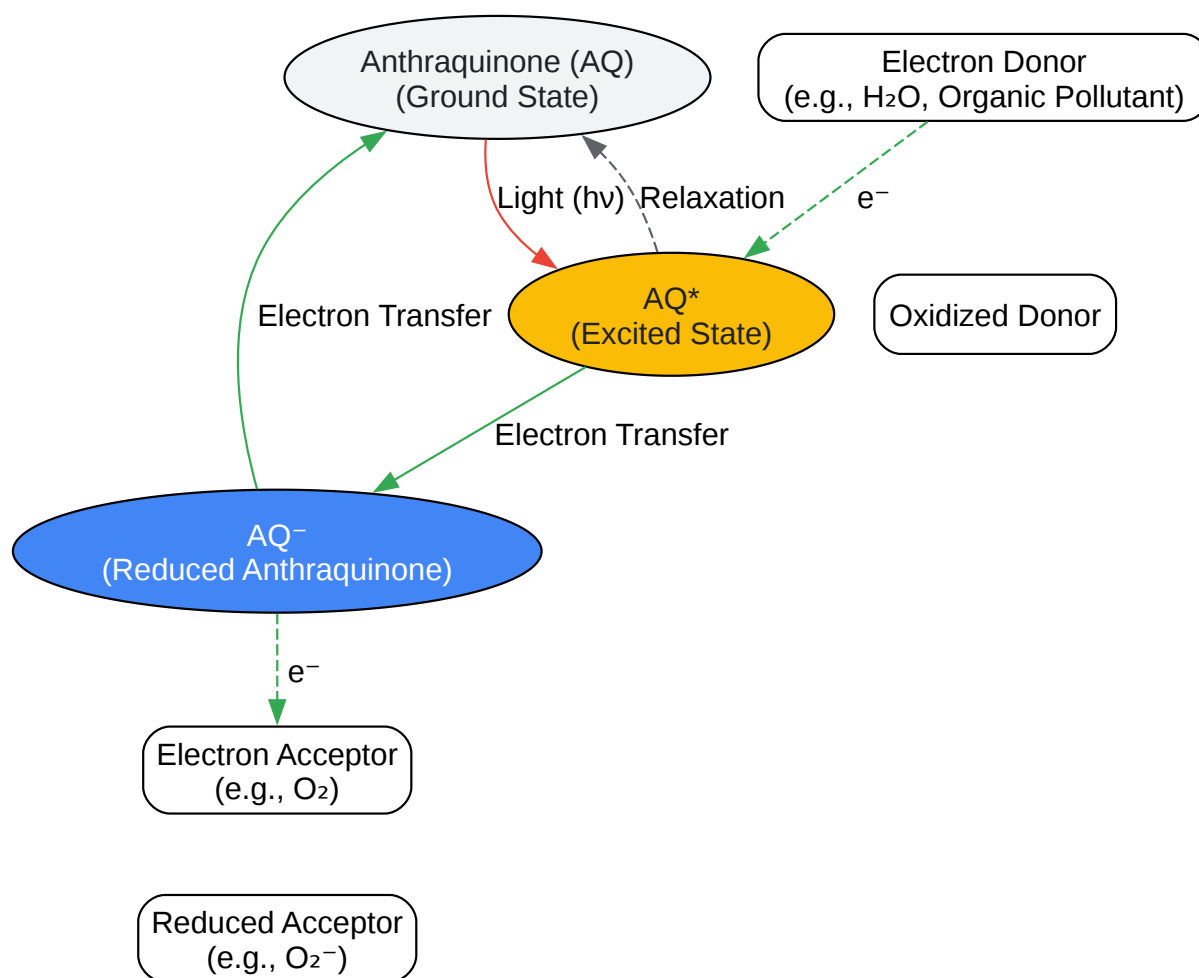 Anthraquinone (AQ)
(Ground State)
Electron Donor
(e.g., H₂O, Organic Pollutant)
Light (hν)
Relaxation
e⁻
AQ*
(Excited State)
Oxidized Donor
Electron Transfer
Electron Transfer
AQ⁻
(Reduced Anthraquinone)
e⁻
Electron Acceptor
(e.g., O₂)
Reduced Acceptor
(e.g., O₂⁻)